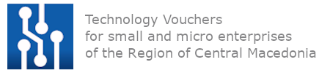 Technology Vouchers
for small and micro enterprises
of the Region of Central Macedonia